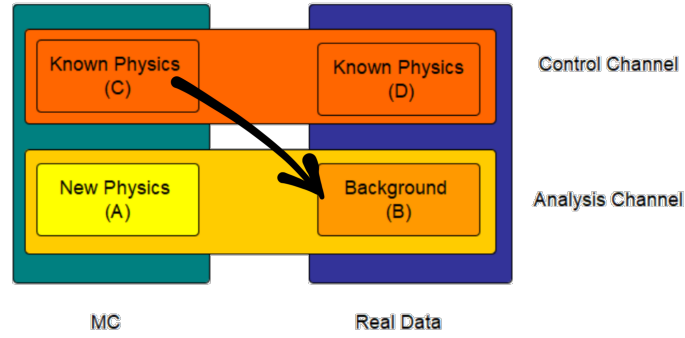 Known Physics
(C)
Known Physics
(D)
Control Channel
New Physics
(A)
Background
(B)
Analysis Channel
MC
Real Data